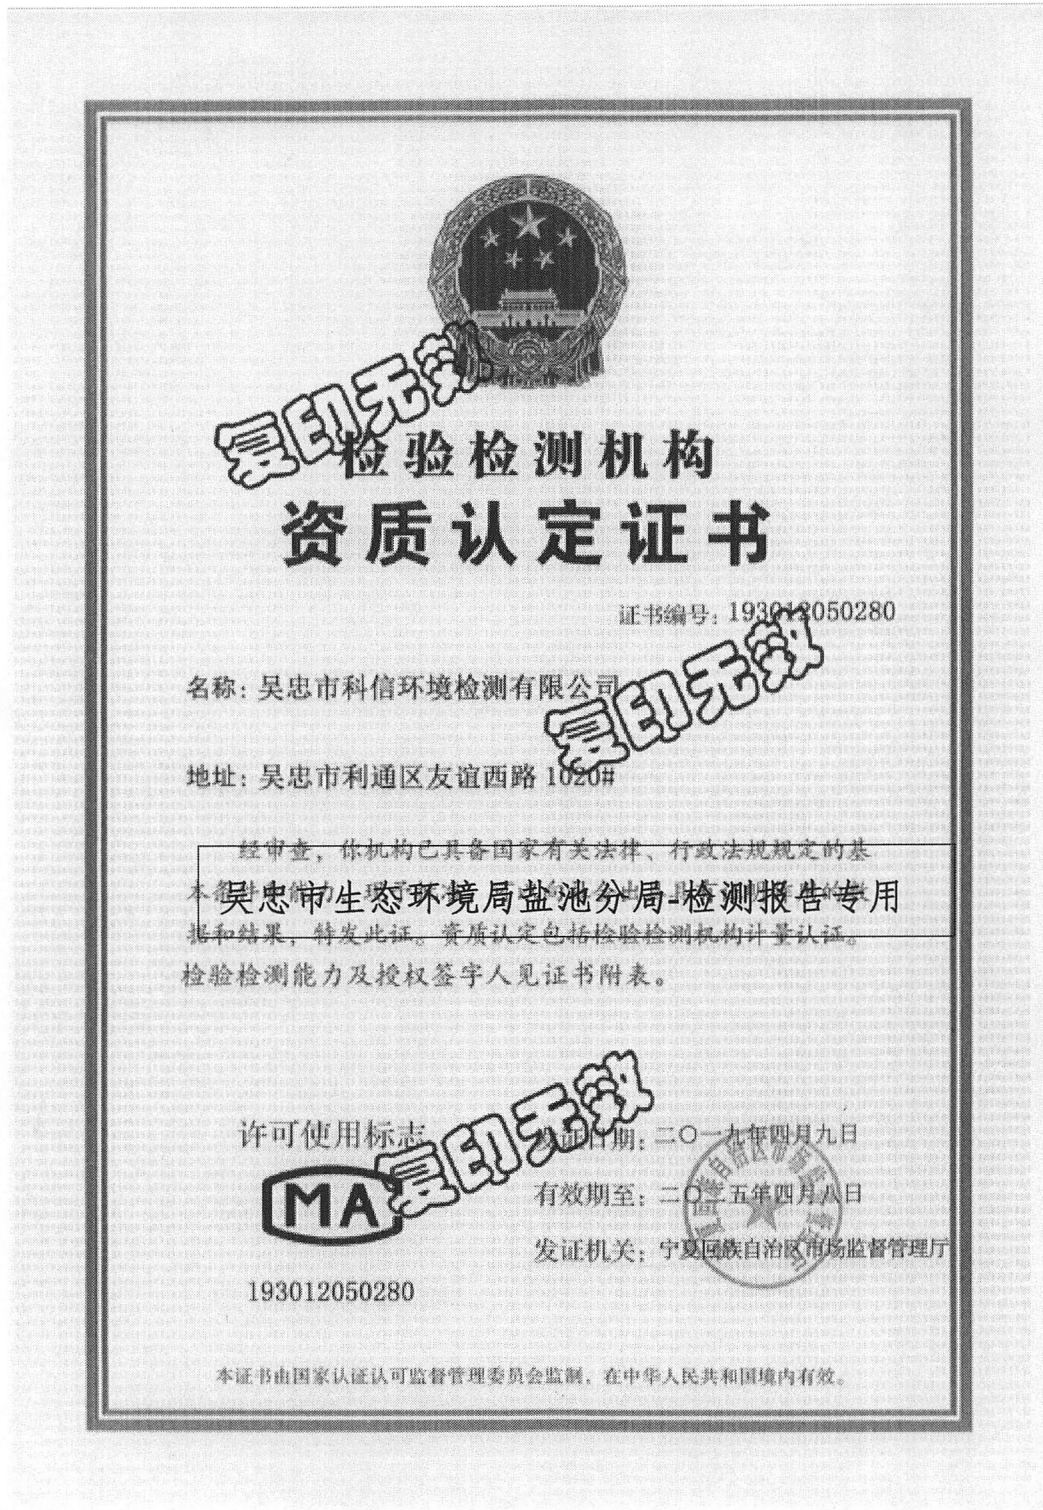 复印无效
检验检测机构
资质认定证书
证书编号：193012050280
名称：吴忠市科信环境检测有限公司
复印无效
地址：吴忠市利通区友谊西路 1020#
经审查，你机构已具备国家有关法律、行政法规规定的基
吴忠市生态环境局盐池分局-检测报告专用
据和结果，特发此证。资质认定包括检验检测机构计量认证。
检验检测能力及授权签字人见证书附表。
复印无效
许可使用标志
MA
193012050280
发证日期：二〇一九年四月九日
有效期至：二〇二五年四月八日
发证机关：宁夏回族自治区市场监督管理厅
本证书由国家认证认可监督管理委员会监制，在中华人民共和国境内有效。